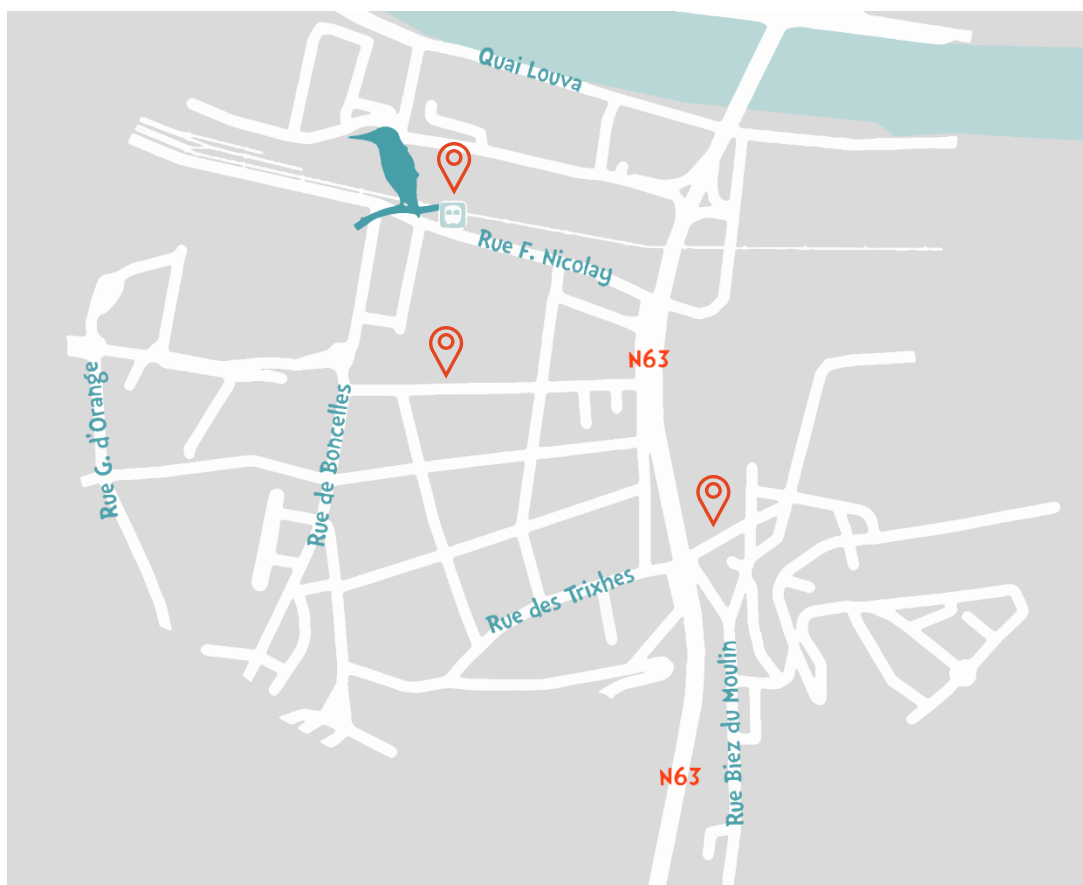 Quai Louva
Rue F. Nicolay
N63
Rue G. d'Orange
Rue de Boncelles
Rue des Trixhes
Rue Biez du Moulin
N63